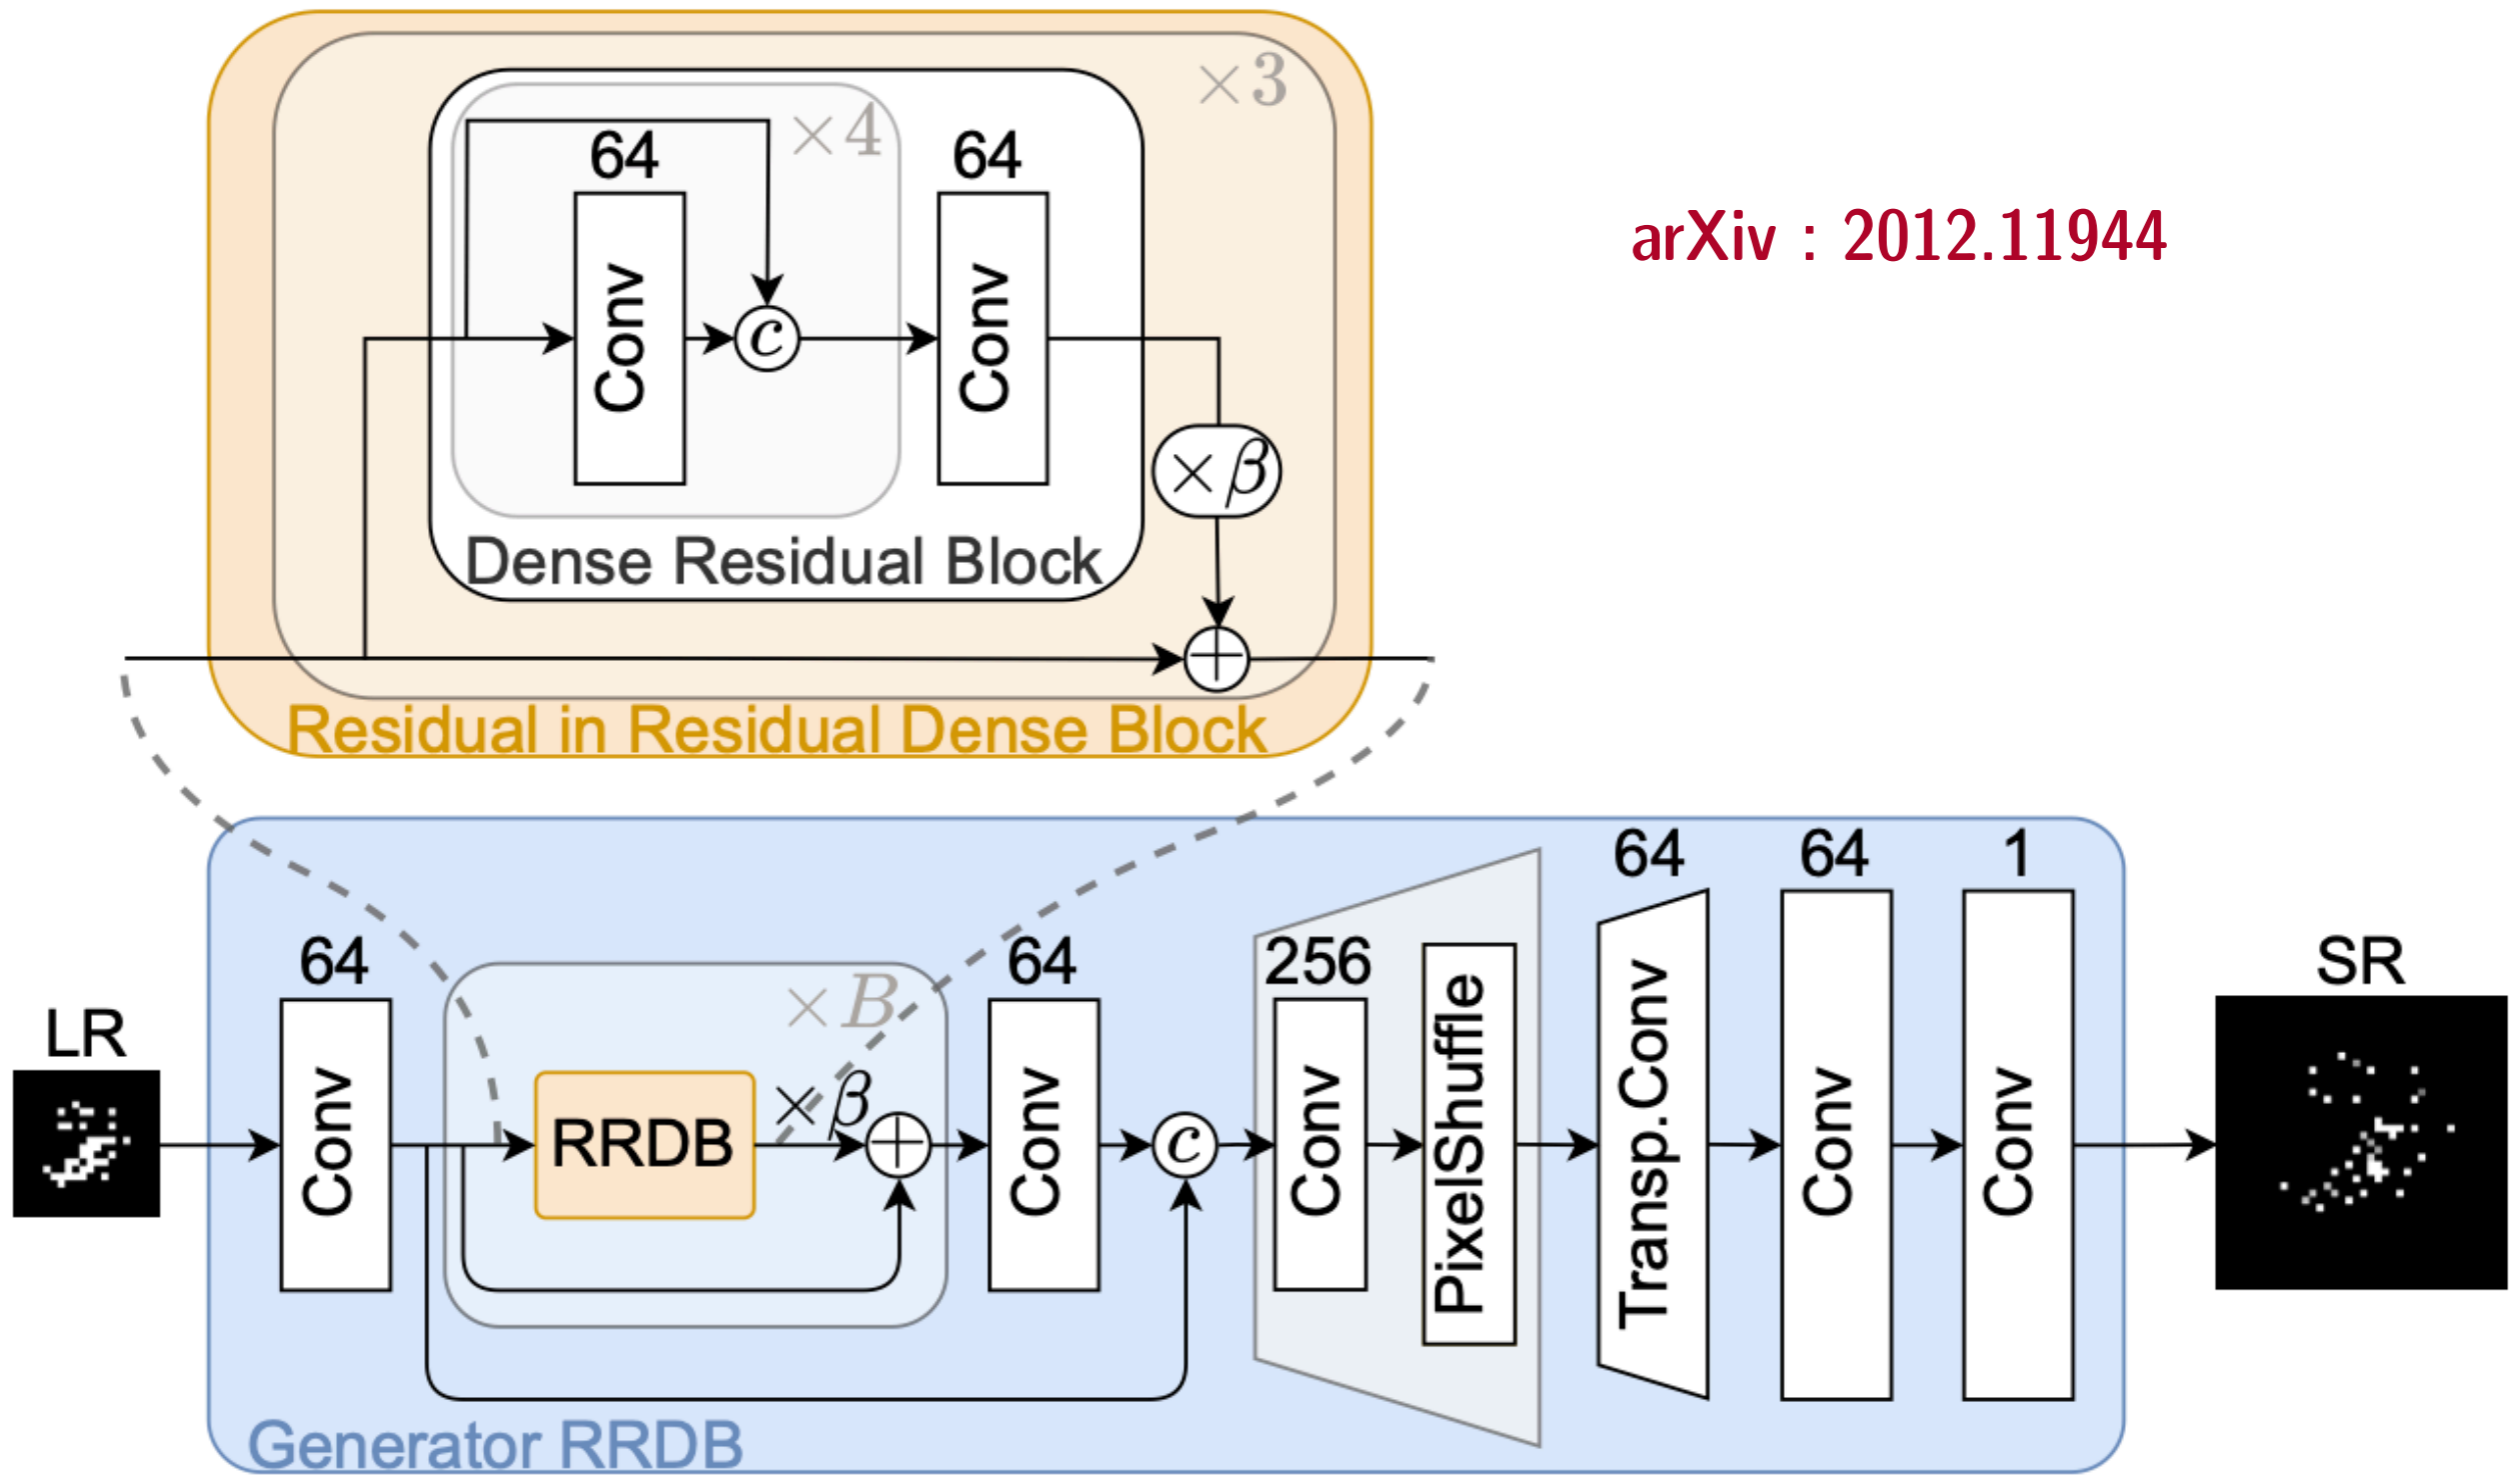 ×3
×4
64
64
Conv
c
Conv
×β
Dense Residual Block
Residual in Residual Dense Block
arXiv : 2012.11944
64
64
1
64
×B
64
256
SR
LR
Conv
RRDB
×β
Conv
c
Conv
PixelShuffle
Transp.Conv
Conv
Conv
Generator RRDB